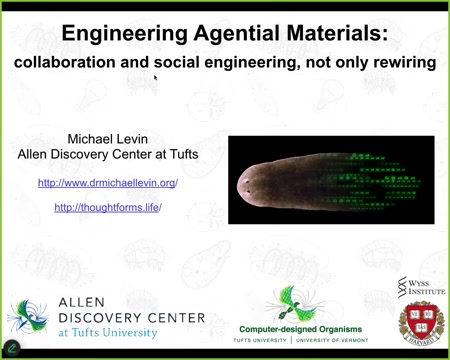 Engineering Agential Materials:
collaboration and social engineering, not only rewiring
Michael Levin
Allen Discovery Center at Tufts
http://www.drmichaellevin.org/
http://thoughtforms.life/
ALLEN
DISCOVERY CENTER
at Tufts University
Computer-designed Organisms
TUFTS UNIVERSITY | UNIVERSITY OF VERMONT
WYSS
INSTITUTE
HARVARD